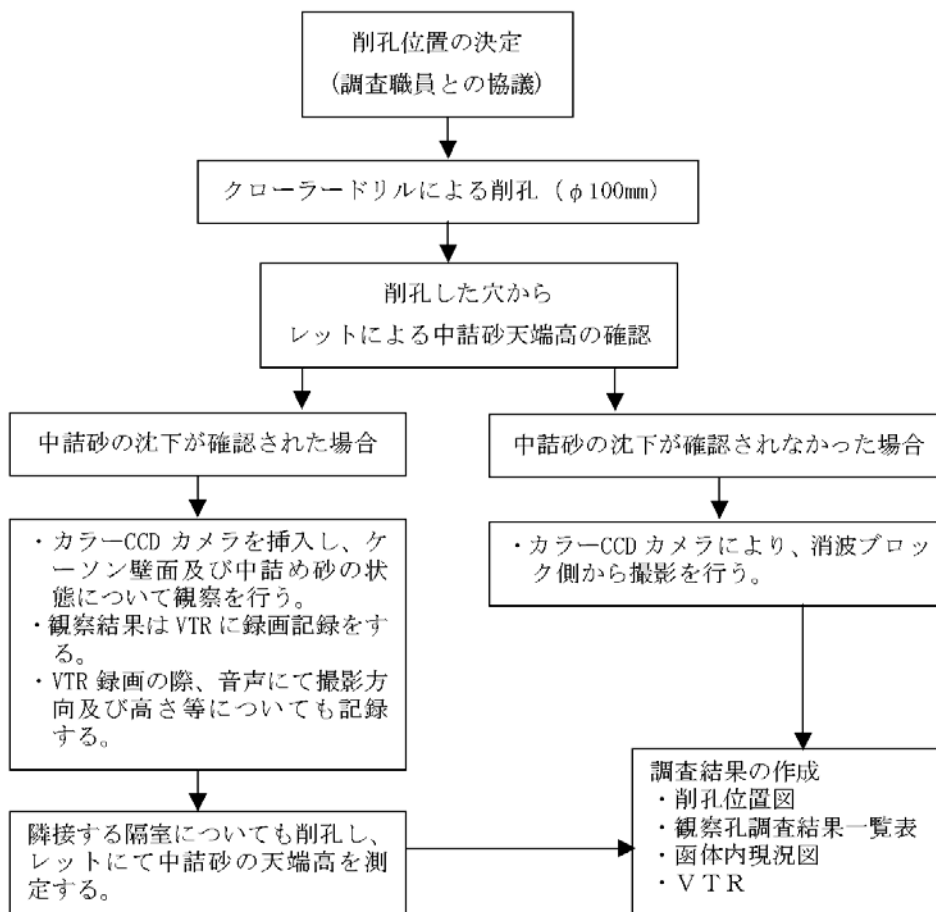 削孔位置の決定
(調査職員との協議)
クローラードリルによる削孔（φ100mm）
削孔した穴から
レットによる中詰砂天端高の確認
中詰砂の沈下が確認された場合
中詰砂の沈下が確認されなかった場合
・カラーCCD カメラを挿入し、ケ
ーソン壁面及び中詰め砂の状
態について観察を行う。
・観察結果は VTR に録画記録をす
る。
・VTR 録画の際、音声にて撮影方
向及び高さ等についても記録
する。
・カラーCCD カメラにより、消波ブロッ
ク側から撮影を行う。
隣接する隔室についても削孔し、
レットにて中詰砂の天端高を測
定する。
調査結果の作成
・削孔位置図
・観察孔調査結果一覧表
・函体内現況図
・ＶＴＲ